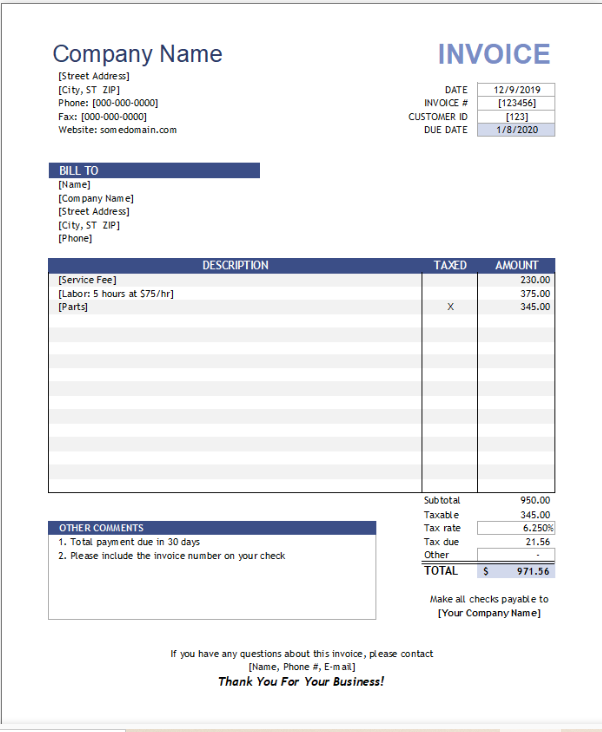 Company Name
INVOICE
[Street Address]
[City, ST ZIP]
DATE 12/9/2019
Phone: [000-000-0000]
INVOICE # [123456]
Fax: [000-000-0000]
CUSTOMER ID [123]
Website: somedomain.com
DUE DATE 1/8/2020
BILL TO
[Name]
[Company Name]
[Street Address]
[City, ST ZIP]
[Phone]
DESCRIPTION TAXED AMOUNT
[Service Fee] 230.00
[Labor: 5 hours at $75/hr] 375.00
[Parts] X 345.00
Subtotal 950.00
Taxable 345.00
Tax rate 6.250%
Tax due 21.56
Other -
TOTAL $ 971.56
OTHER COMMENTS
1. Total payment due in 30 days
2. Please include the invoice number on your check
Make all checks payable to
[Your Company Name]
If you have any questions about this invoice, please contact
[Name, Phone #, E-mail]
Thank You For Your Business!